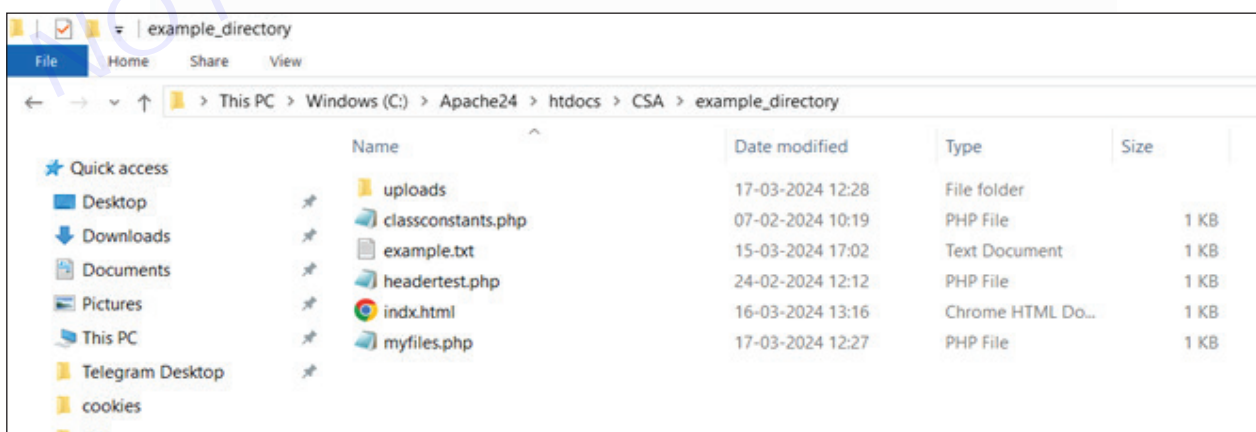 example_directory
File Home Share View
This PC > Windows (C:) > Apache24 > htdocs > CSA > example_directory
Name Date modified Type Size
Quick access
Desktop
Downloads
Documents
Pictures
This PC
Telegram Desktop
cookies
uploads 17-03-2024 12:28 File folder
classconstants.php 07-02-2024 10:19 PHP File 1 KB
example.txt 15-03-2024 17:02 Text Document 1 KB
headertest.php 24-02-2024 12:12 PHP File 1 KB
indx.html 16-03-2024 13:16 Chrome HTML Do... 1 KB
myfiles.php 17-03-2024 12:27 PHP File 1 KB